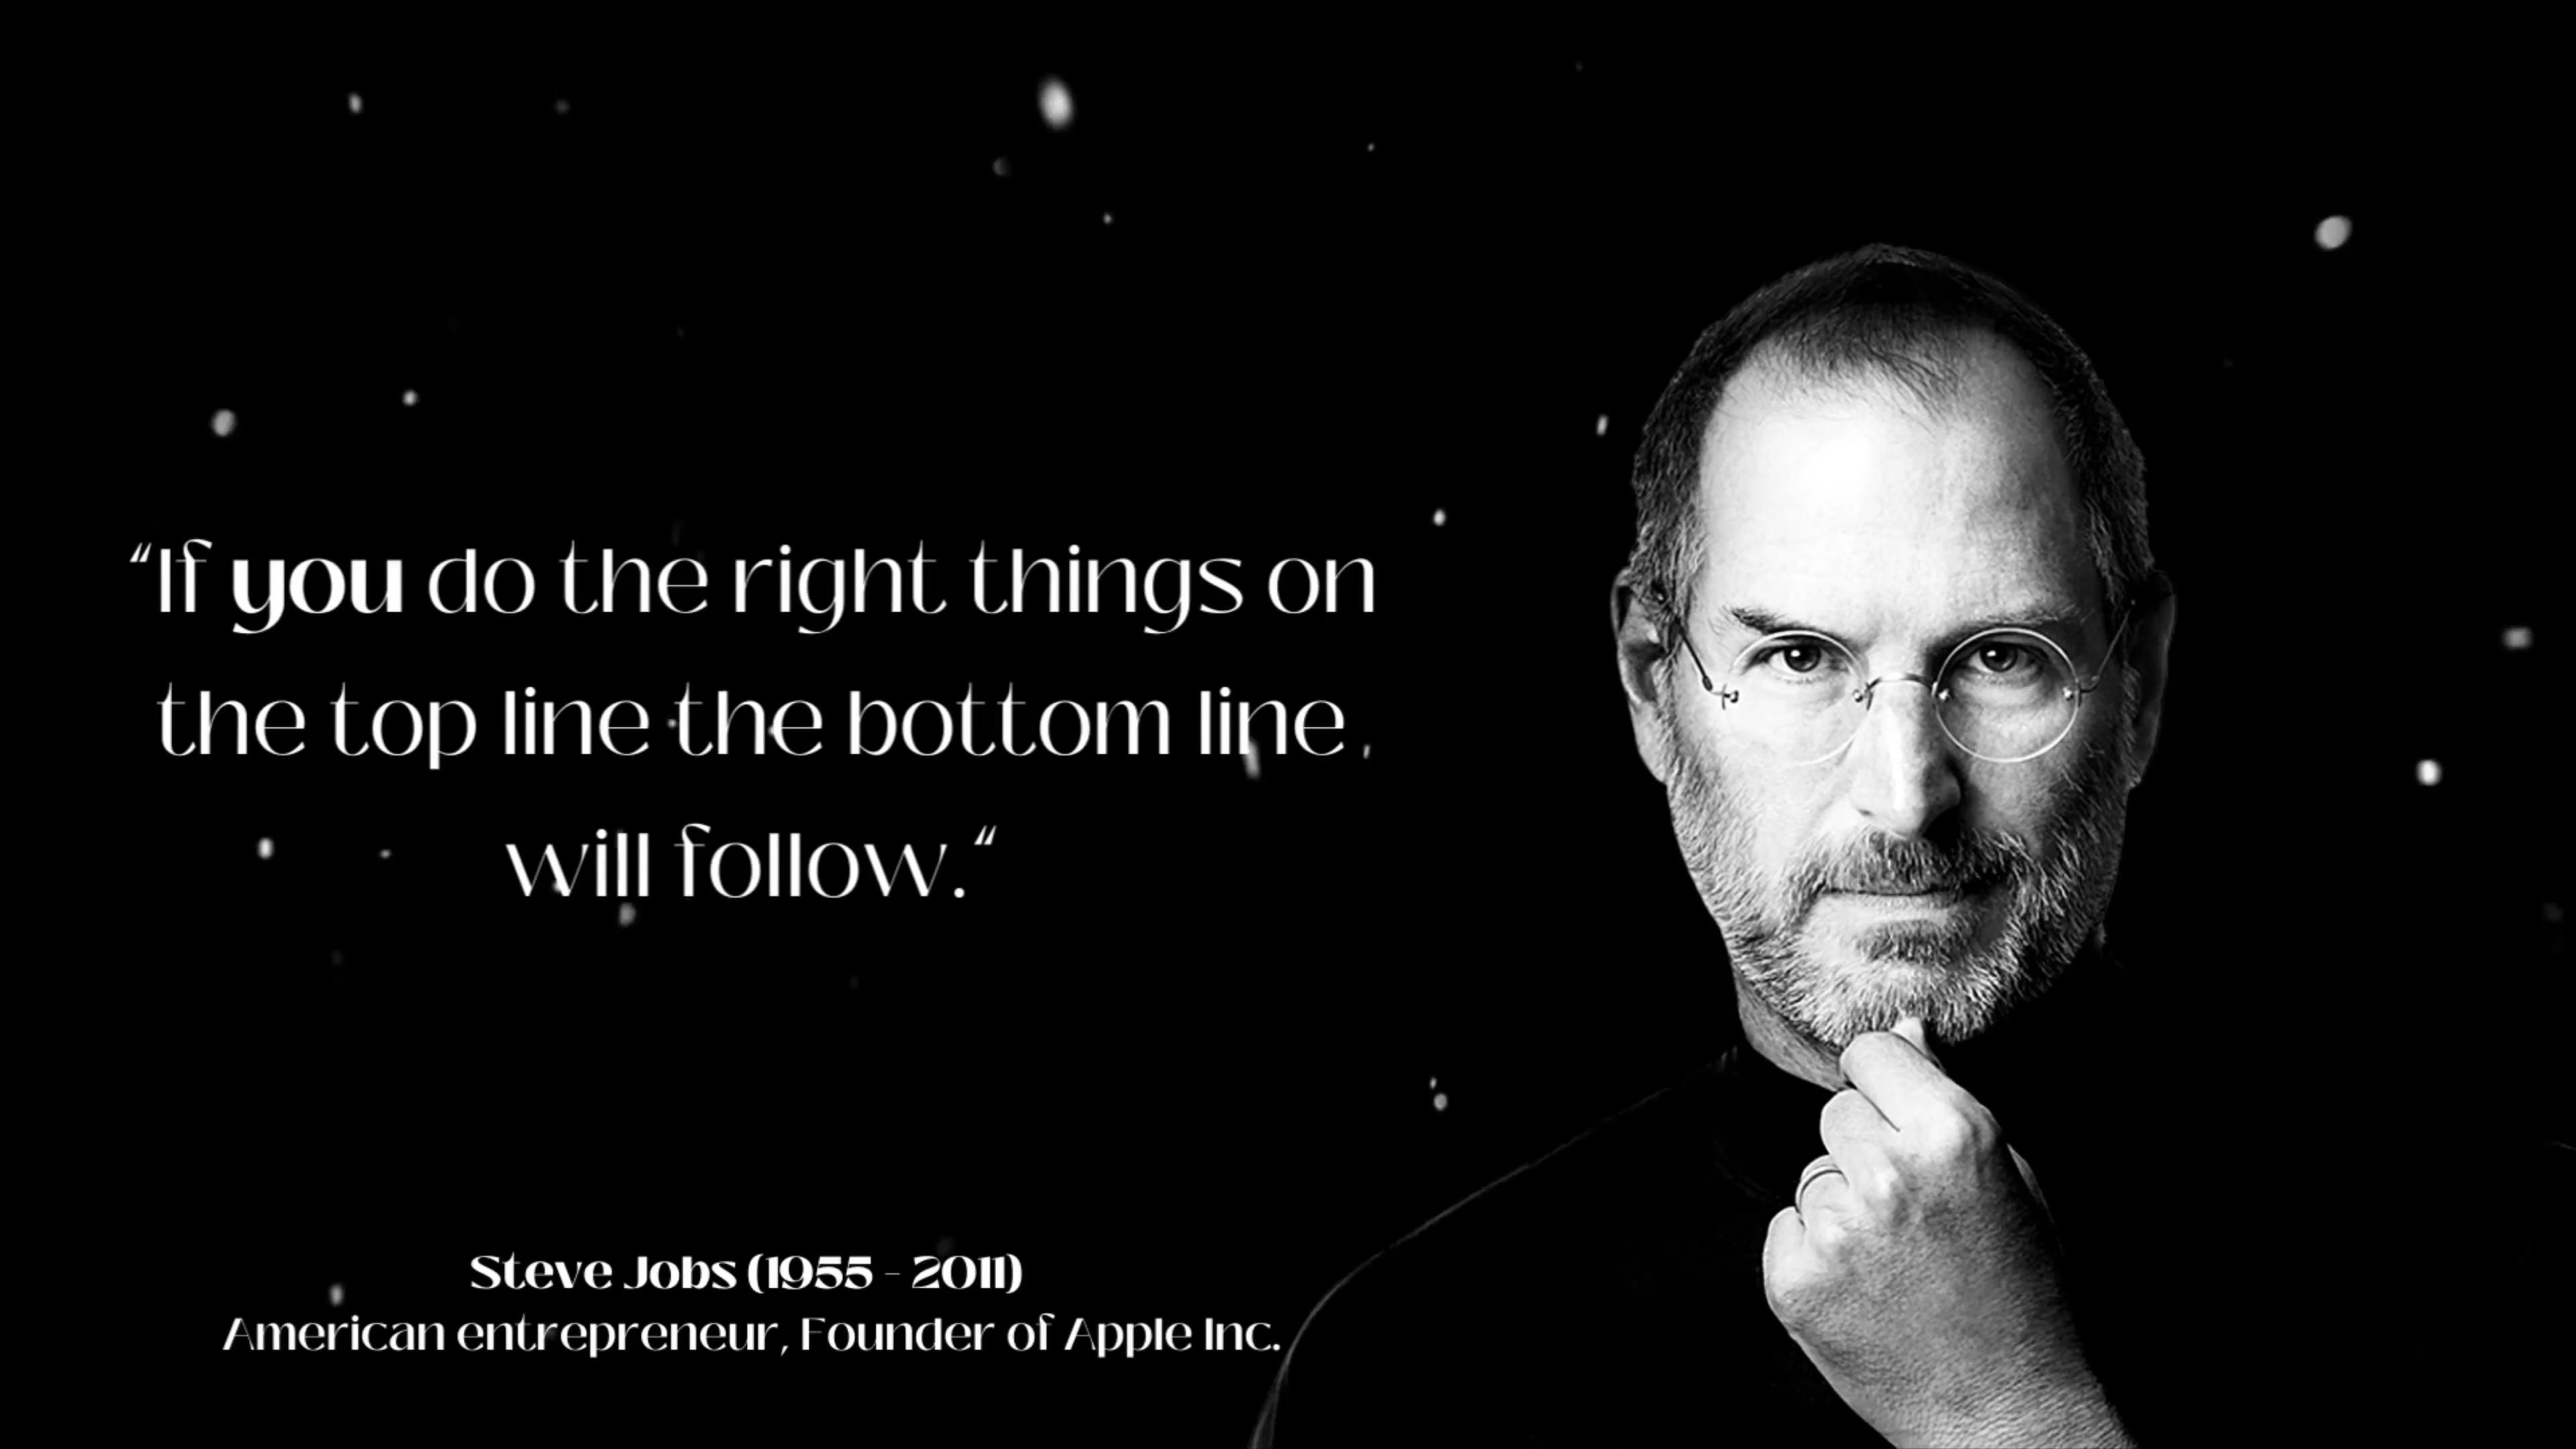 “If you do the right things on
the top line the bottom line
will follow.“
Steve Jobs (1955 - 2011)
American entrepreneur, Founder of Apple Inc.